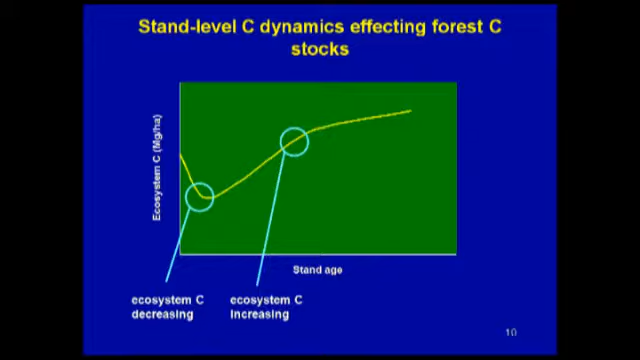 Stand-level C dynamics effecting forest C
stocks
Ecosystem C (Mg/ha)
Stand age
ecosystem C
decreasing
ecosystem C
Increasing
10